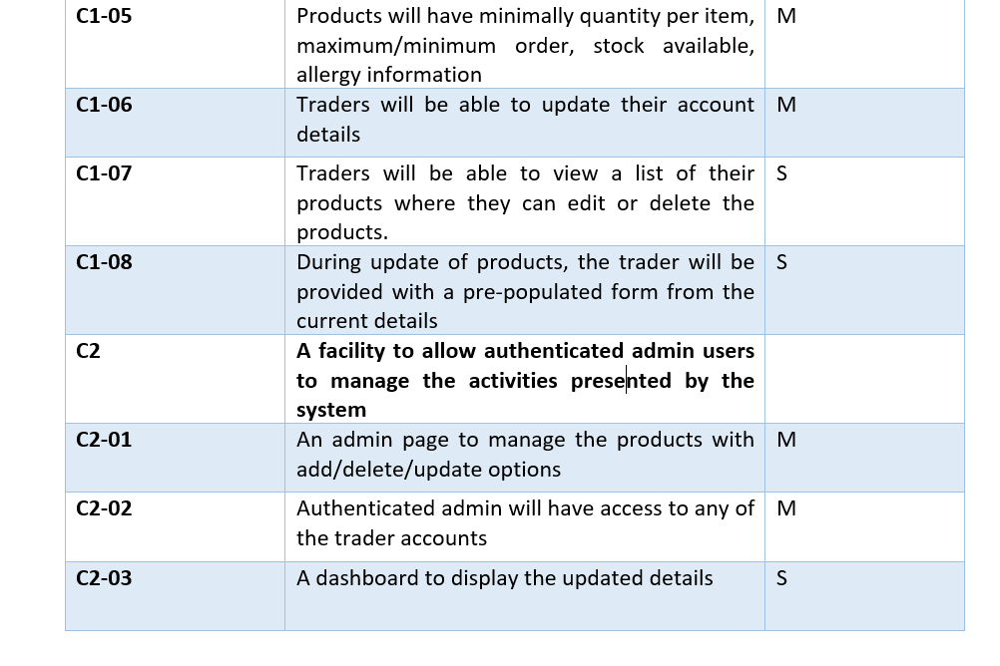 C1-05 Products will have minimally quantity per item, M
maximum/minimum order, stock available,
allergy information
C1-06 Traders will be able to update their account M
details
C1-07 Traders will be able to view a list of their S
products where they can edit or delete the
products.
C1-08 During update of products, the trader will be S
provided with a pre-populated form from the
current details
C2 A facility to allow authenticated admin users
to manage the activities presented by the
system
C2-01 An admin page to manage the products with M
add/delete/update options
C2-02 Authenticated admin will have access to any of M
the trader accounts
C2-03 A dashboard to display the updated details S